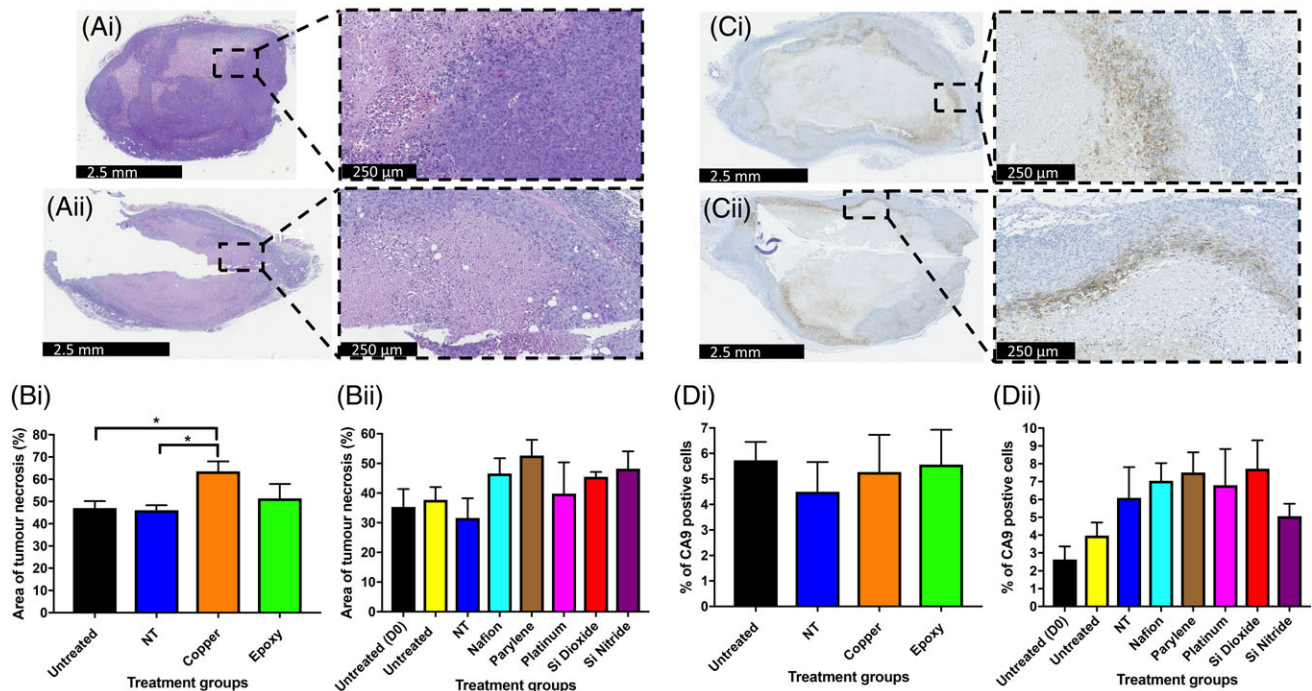 (Ai)
2.5 mm
250 µm
(Aii)
2.5 mm
250 µm
(Ci)
2.5 mm
250 µm
(Cii)
2.5 mm
250 µm
(Bi)
Area of tumour necrosis (%)
80
70
60
50
40
30
20
10
0
*
*
Untreated
NT
Copper
Epoxy
Treatment groups
(Bii)
Area of tumour necrosis (%)
60
50
40
30
20
10
0
Untreated (D0)
Untreated
NT
Nafion
Parylene
Platinum
Si Dioxide
Si Nitride
Treatment groups
(Di)
% of CA9 postive cells
7
6
5
4
3
2
1
0
Untreated
NT
Copper
Epoxy
Treatment groups
(Dii)
% of CA9 postive cells
10
9
8
7
6
5
4
3
2
1
0
Untreated (D0)
Untreated
NT
Nafion
Parylene
Platinum
Si Dioxide
Si Nitride
Treatment groups